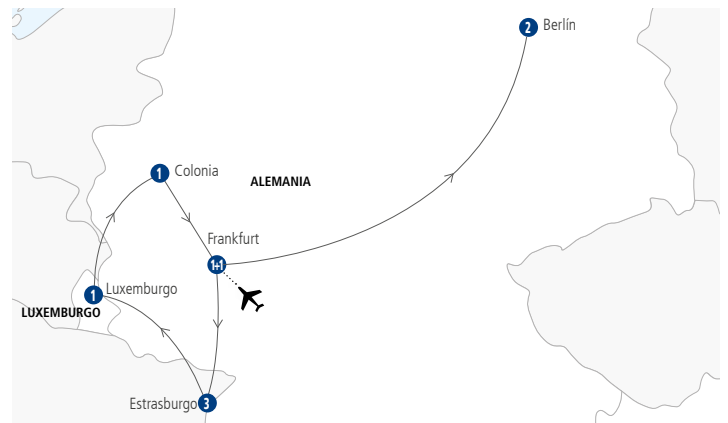 2 Berlín
1 Colonia
ALEMANIA
Frankfurt
1+1
1 Luxemburgo
LUXEMBURGO
Estrasburgo 3